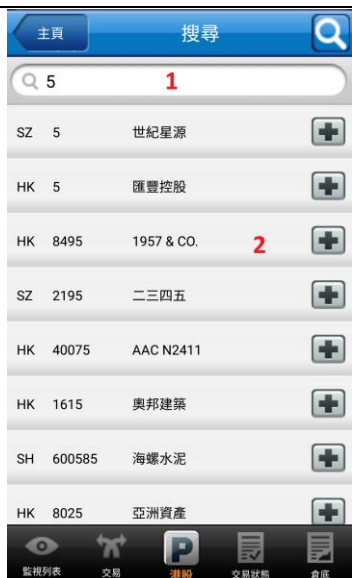 主頁 搜尋
5 1
SZ 5 世紀星源
HK 5 匯豐控股
HK 8495 1957 & CO. 2
SZ 2195 二三四五
HK 40075 AAC N2411
HK 1615 奧邦建築
SH 600585 海螺水泥
HK 8025 亞洲資產
P
監視列表 交易 港股 交易狀態 倉底